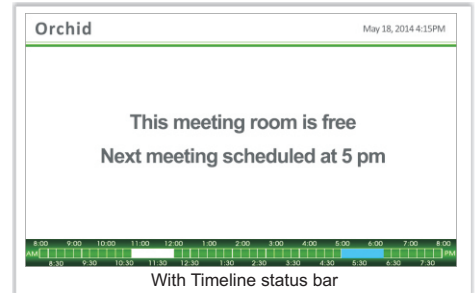 Orchid May 18, 2014 4:15PM
This meeting room is free
Next meeting scheduled at 5 pm
8:00 9:00 10:00 11:00 12:00 1:00 2:00 3:00 4:00 5:00 6:00 7:00 8:00
AM PM
8:30 9:30 10:30 11:30 12:30 1:30 2:30 3:30 4:30 5:30 6:30 7:30
With Timeline status bar